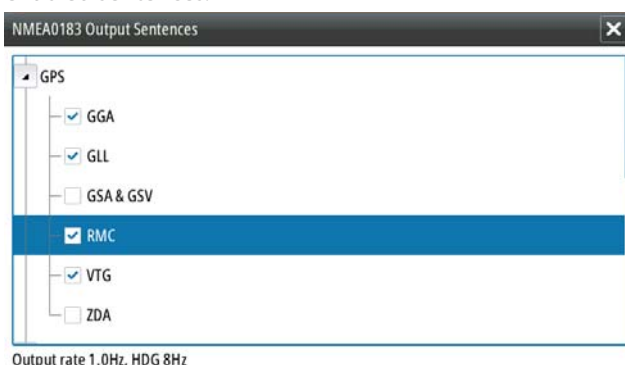 NMEA0183 Output Sentences
GPS
GGA
GLL
GSA & GSV
RMC
VTG
ZDA
Output rate 1.0Hz, HDG 8Hz